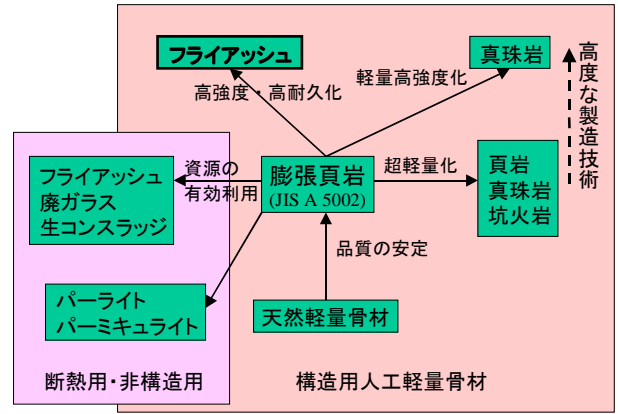 フライアッシュ
真珠岩
高度な製造技術
高強度・高耐久化
軽量高強度化
フライアッシュ
廃ガラス
生コンスラッジ
資源の
有効利用
膨張頁岩
(JIS A 5002)
超軽量化
頁岩
真珠岩
坑火岩
品質の安定
パーライト
パーミキュライト
天然軽量骨材
断熱用・非構造用
構造用人工軽量骨材